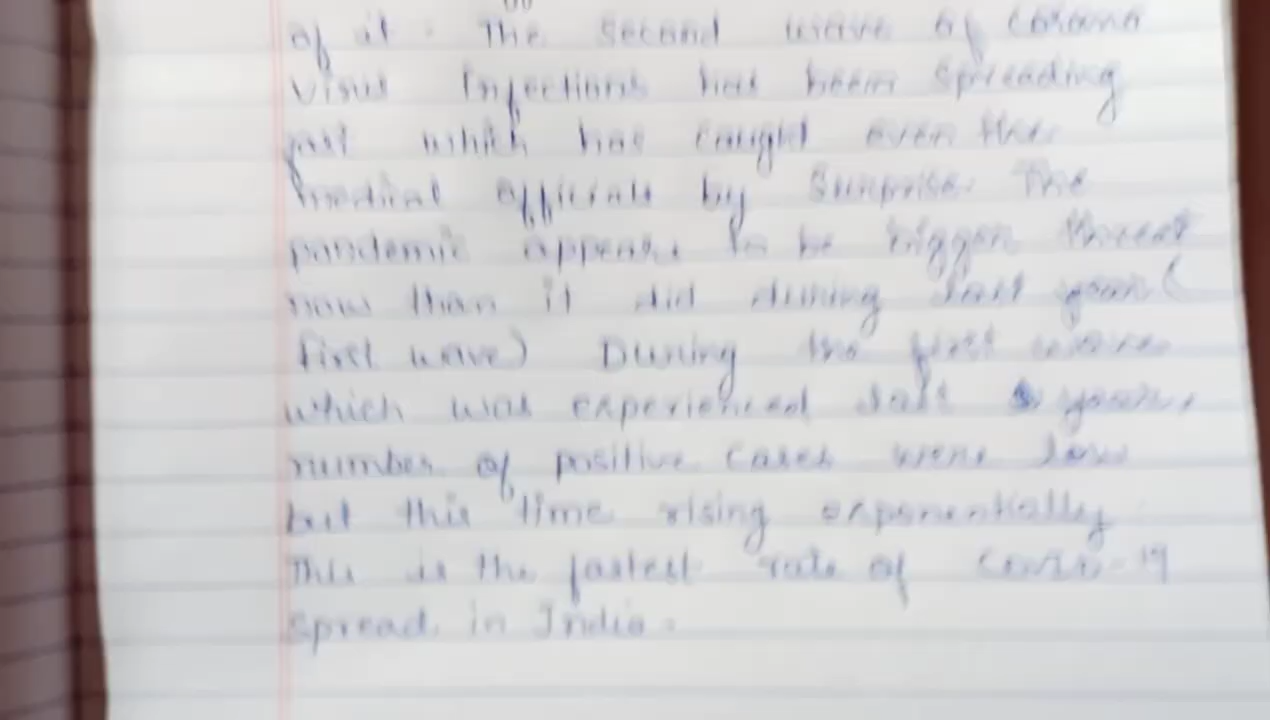 of it. The second wave of corona
virus Infections has been spreading
fast which has caught even the
medical officials by surprise. The
pandemic appears to be bigger threat
now than it did during last year (
first wave) During the first wave
which was experienced last year,
number of positive cases were low
but this time rising exponentially
This is the fastest rate of COVID-19
spread in India.